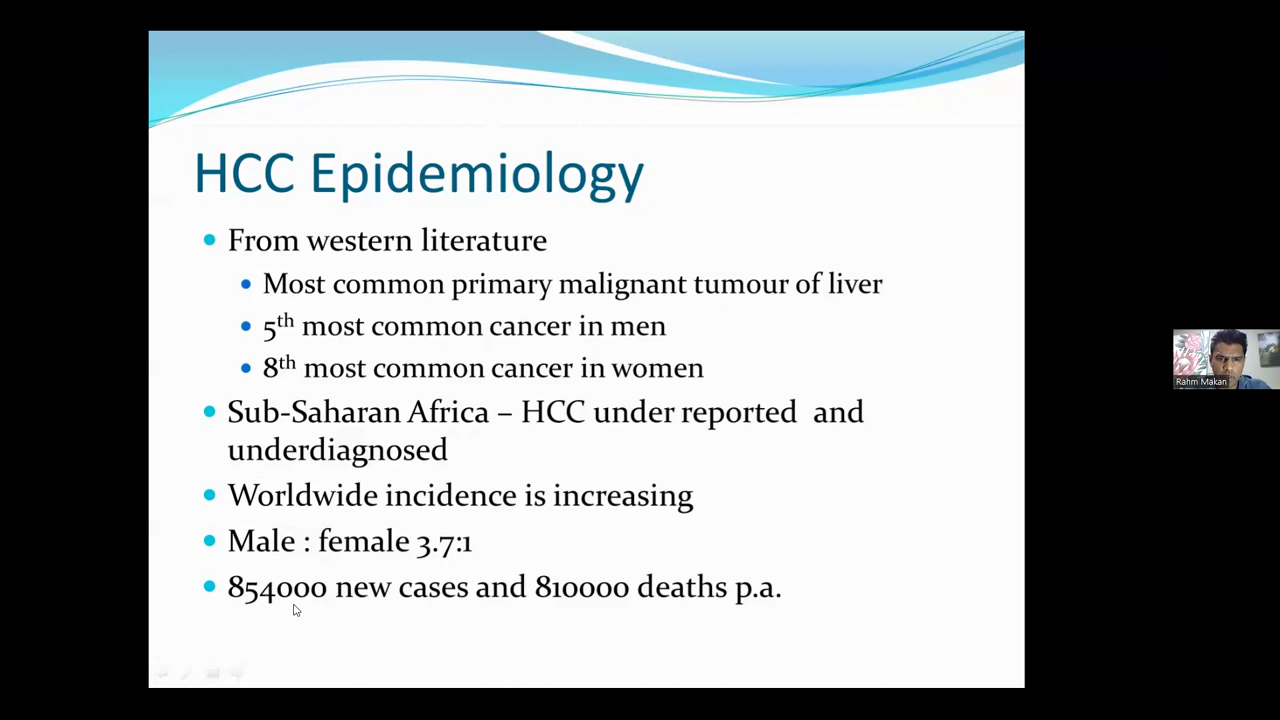 HCC Epidemiology
From western literature
Most common primary malignant tumour of liver
5th most common cancer in men
8th most common cancer in women
Sub-Saharan Africa – HCC under reported and
underdiagnosed
Worldwide incidence is increasing
Male : female 3.7:1
854000 new cases and 810000 deaths p.a.
Rahm Makan